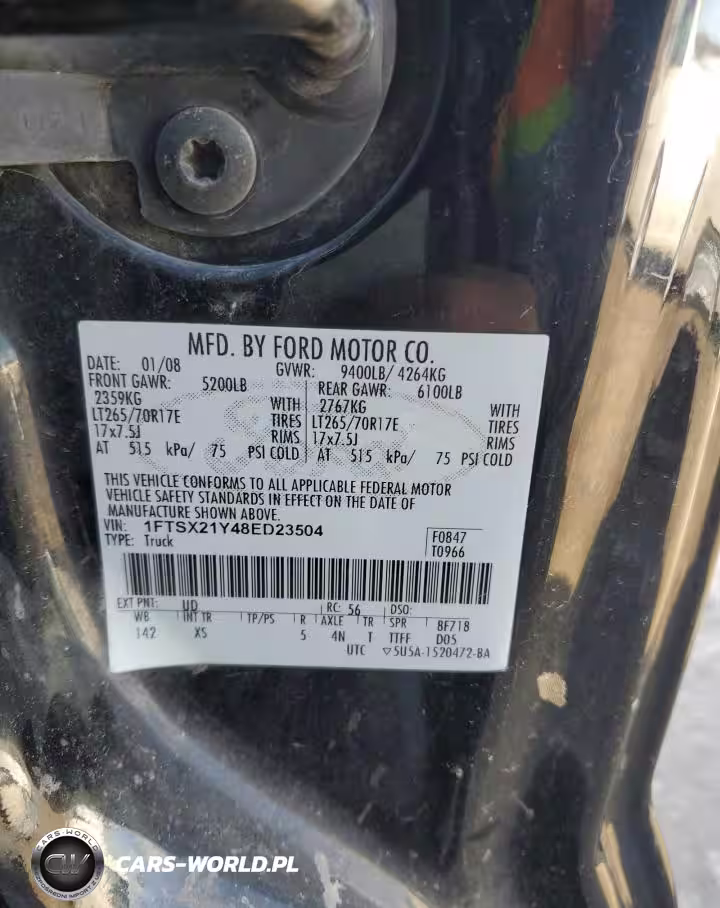 MFD. BY FORD MOTOR CO.
DATE: 01/08 GVWR: 9400LB/ 4264KG
FRONT GAWR: 5200LB REAR GAWR: 6100LB
2359KG WITH 2767KG WITH
LT265/70R17E TIRES LT265/70R17E TIRES
17x7.5J RIMS 17x7.5J RIMS
AT 515 kPa/ 75 PSI COLD AT 515 kPa/ 75 PSI COLD
THIS VEHICLE CONFORMS TO ALL APPLICABLE FEDERAL MOTOR
VEHICLE SAFETY STANDARDS IN EFFECT ON THE DATE OF
MANUFACTURE SHOWN ABOVE.
VIN: 1FTSX21Y48ED23504
TYPE: Truck
F0847
T0966
EXT PNT: UD RC: 56 DSO:
WB INT TR TP/PS R AXLE TR SPR 8F718
142 XS 5 4N T TTFF D05
UTC ▽5U5A-1520472-BA
CARS-WORLD
CW
CARS-WORLD.PL